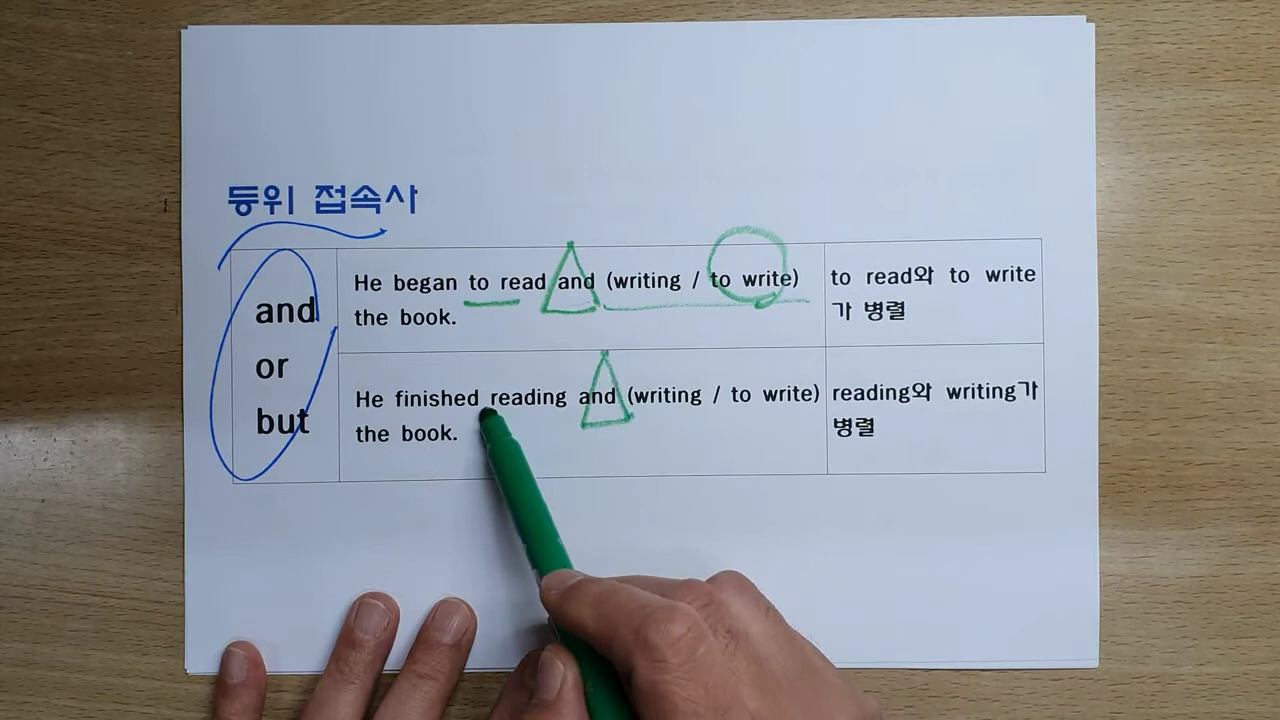 등위 접속사
and
or
but
He began to read and (writing / to write)
the book.
to read와 to write
가 병렬
He finished reading and (writing / to write)
the book.
reading와 writing가
병렬